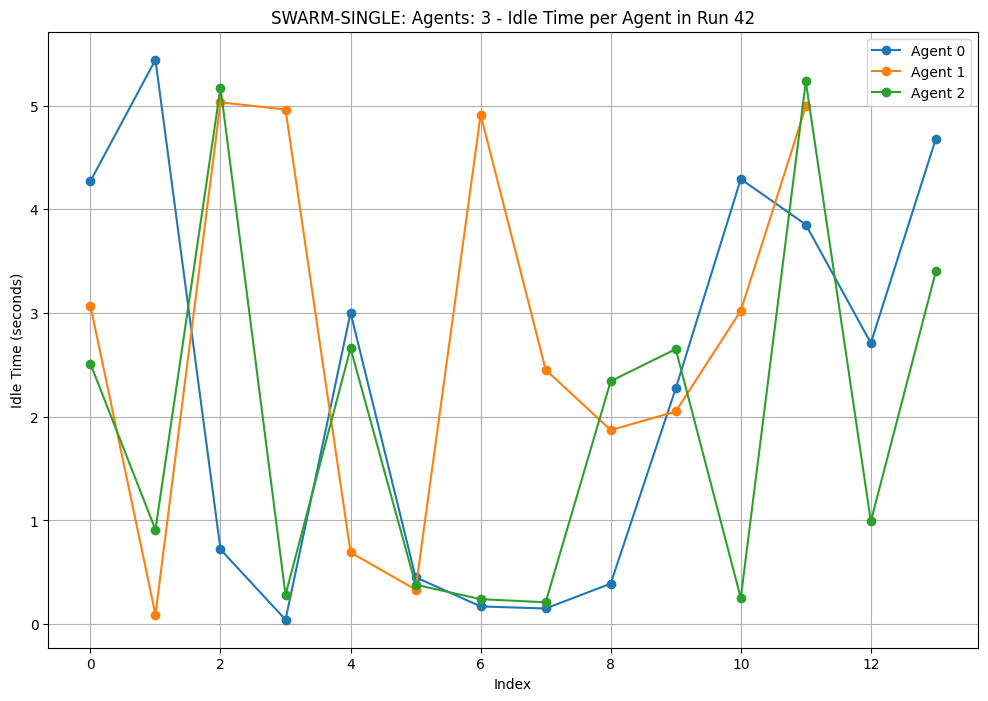 SWARM-SINGLE: Agents: 3 - Idle Time per Agent in Run 42
Agent 0
Agent 1
Agent 2
Idle Time (seconds)
5
4
3
2
1
0
0 2 4 6 8 10 12
Index